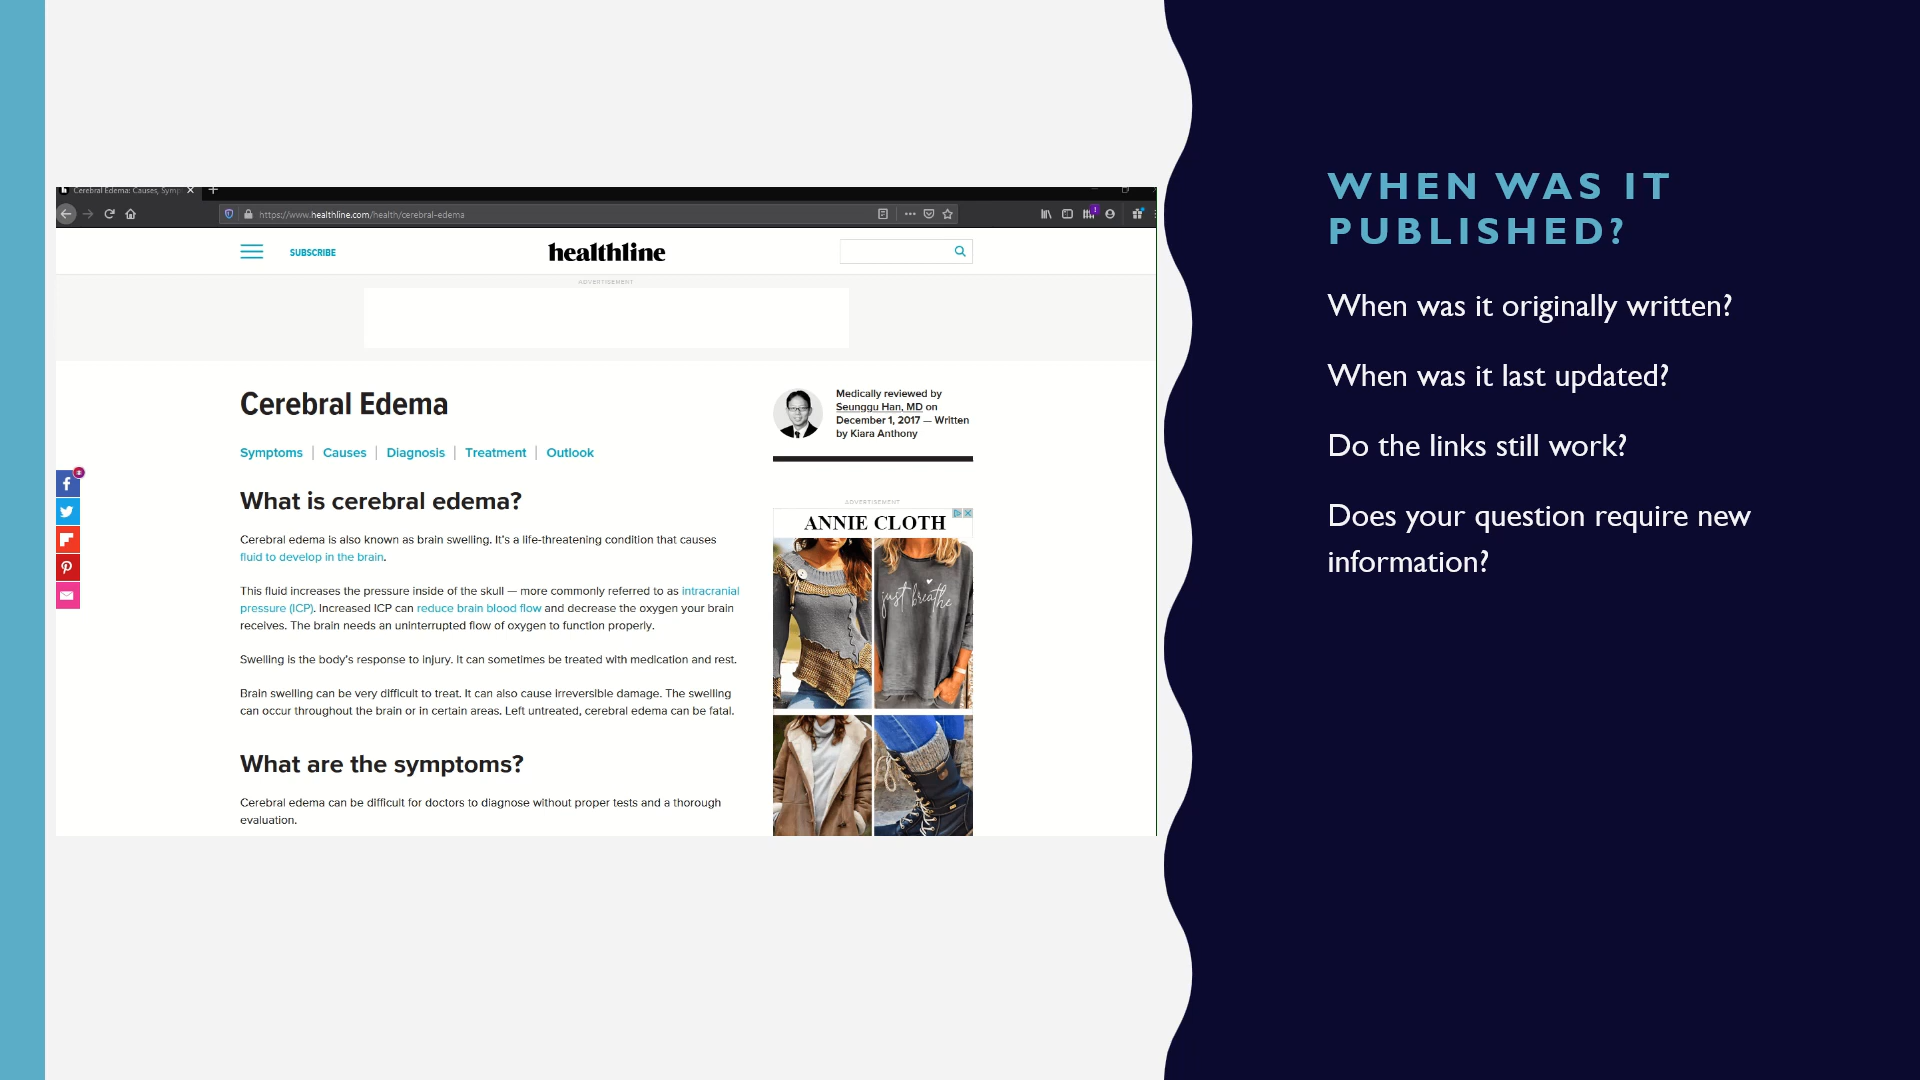 Cerebral Edema: Causes, Symp
https://www.healthline.com/health/cerebral-edema
SUBSCRIBE
healthline
ADVERTISEMENT
Cerebral Edema
Symptoms | Causes | Diagnosis | Treatment | Outlook
Medically reviewed by
Seunggu Han, MD on
December 1, 2017 — Written
by Kiara Anthony
What is cerebral edema?
Cerebral edema is also known as brain swelling. It's a life-threatening condition that causes
fluid to develop in the brain.
This fluid increases the pressure inside of the skull — more commonly referred to as intracranial
pressure (ICP). Increased ICP can reduce brain blood flow and decrease the oxygen your brain
receives. The brain needs an uninterrupted flow of oxygen to function properly.
Swelling is the body's response to injury. It can sometimes be treated with medication and rest.
Brain swelling can be very difficult to treat. It can also cause irreversible damage. The swelling
can occur throughout the brain or in certain areas. Left untreated, cerebral edema can be fatal.
What are the symptoms?
Cerebral edema can be difficult for doctors to diagnose without proper tests and a thorough
evaluation.
ADVERTISEMENT
ANNIE CLOTH
just breathe
WHEN WAS IT
PUBLISHED?
When was it originally written?
When was it last updated?
Do the links still work?
Does your question require new
information?